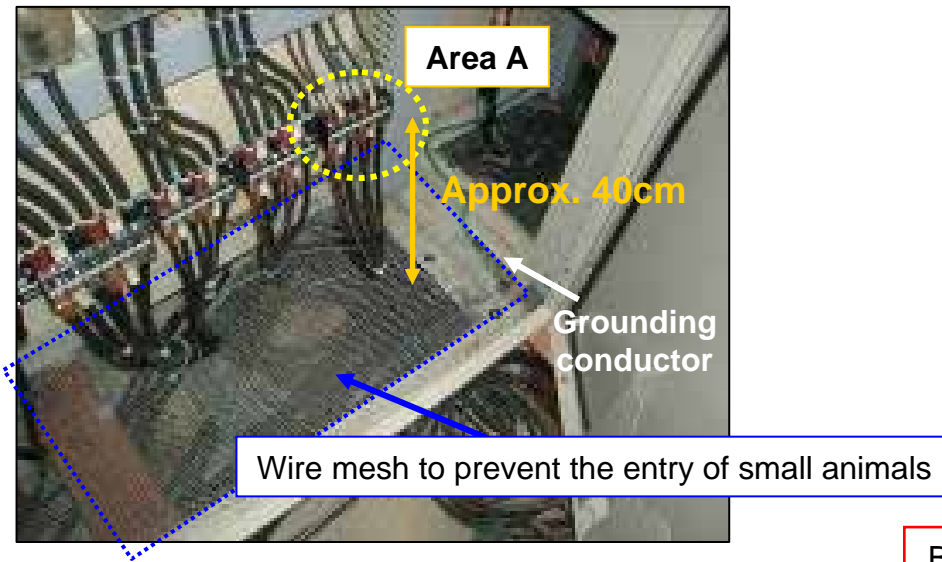 Area A
Approx. 40cm
Grounding
conductor
Wire mesh to prevent the entry of small animals